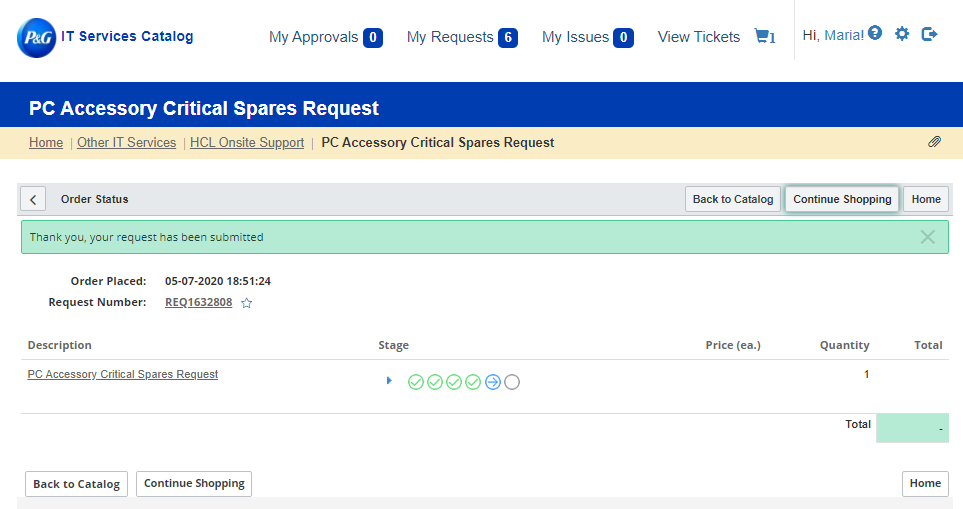 P&G IT Services Catalog My Approvals 0 My Requests 6 My Issues 0 View Tickets 1 Hi, Maria! ?
PC Accessory Critical Spares Request
Home | Other IT Services | HCL Onsite Support | PC Accessory Critical Spares Request
< Order Status Back to Catalog Continue Shopping Home
Thank you, your request has been submitted
Order Placed: 05-07-2020 18:51:24
Request Number: REQ1632808
Description Stage Price (ea.) Quantity Total
PC Accessory Critical Spares Request 1
Total -
Back to Catalog Continue Shopping Home